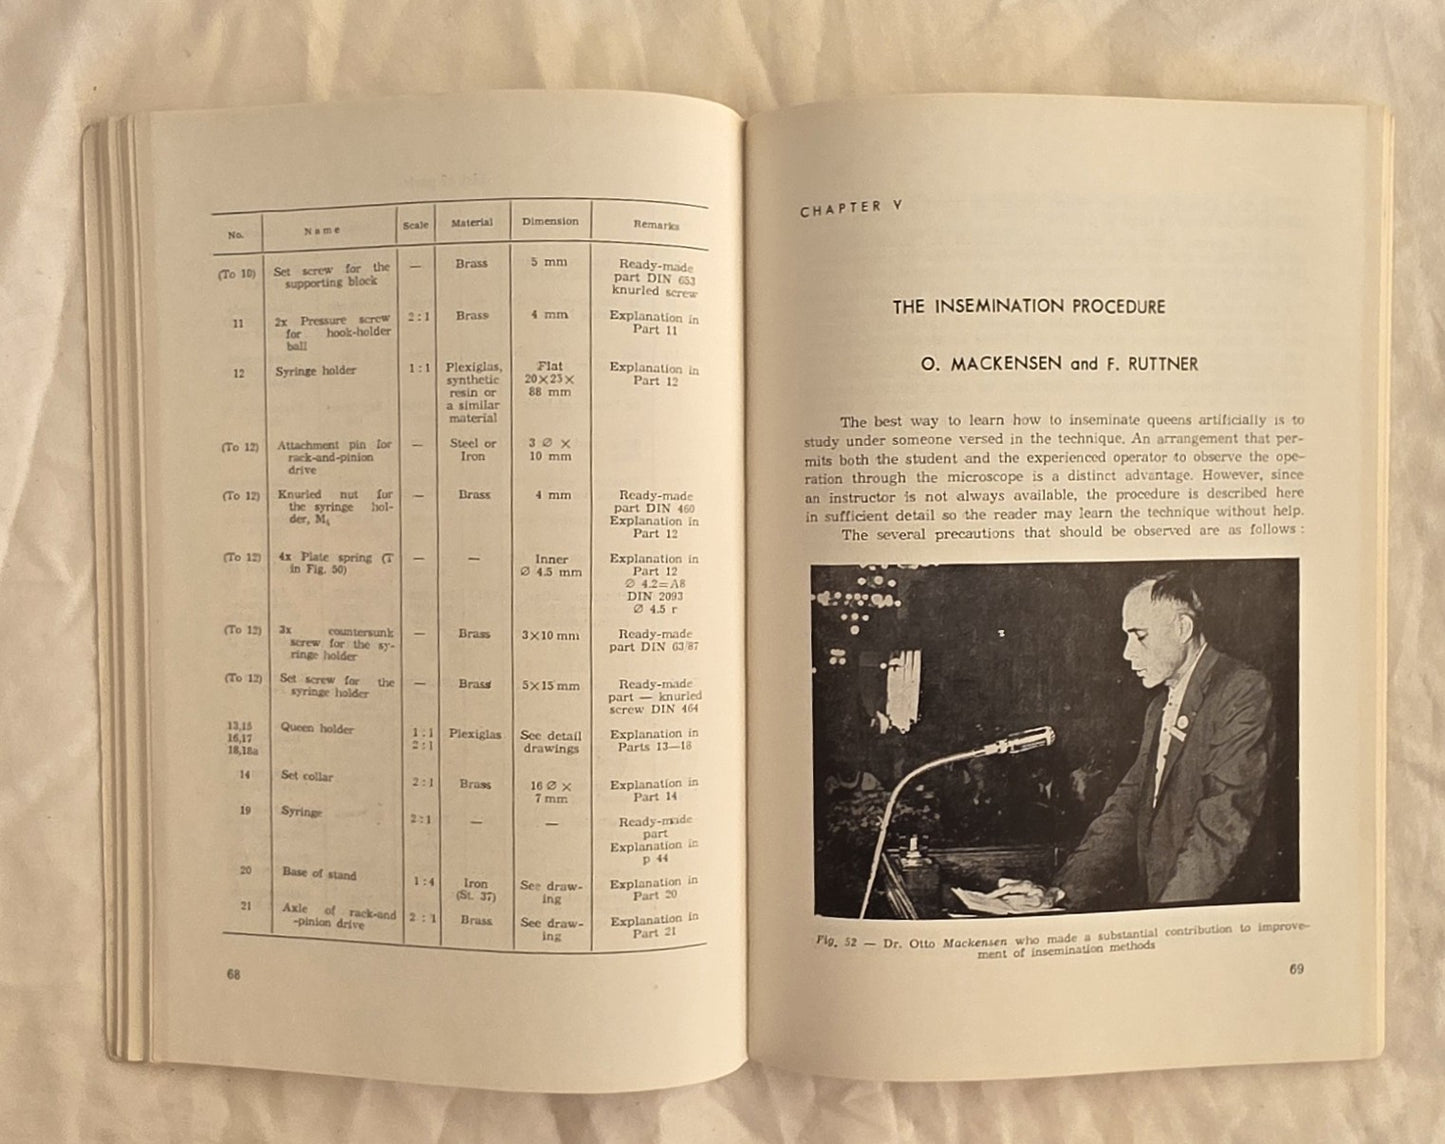 No. Name Scale Material Dimension Remarks
(To 10) Set screw for the — Brass 5 mm Ready-made
supporting block part DIN 653
knurled screw
11 2x Pressure screw 2:1 Brass 4 mm Explanation in
for hook-holder Part 11
ball
12 Syringe holder 1:1 Plexiglas, Flat Explanation in
synthetic 20×25× Part 12
resin or 88 mm
a similar
material
(To 12) Attachment pin for — Steel or 3 Ø ×
rack-and-pinion Iron 10 mm
drive
(To 12) Knurled nut fur — Brass 4 mm Ready-made
the syringe hol- part DIN 460
der, M₄ Explanation in
Part 12
(To 12) 4x Plate spring (T — — Inner Explanation in
in Fig. 50) Ø 4.5 mm Part 12
Ø 4.2=A8
DIN 2093
Ø 4.5 r
(To 12) 3x countersunk — Brass 3×10 mm Ready-made
screw for the sy- part DIN 63/87
ringe holder
(To 12) Set screw for the — Brass 5×15 mm Ready-made
syringe holder part — knurled
screw DIN 464
13,15 Queen holder 1:1 Plexiglas See detail Explanation in
16,17 2:1 drawings Parts 13—18
18,18a
14 Set collar 2:1 Brass 16 Ø × Explanation in
7 mm Part 14
19 Syringe 2:1 — — Ready-made
part
Explanation in
p 44
20 Base of stand 1:4 Iron See draw- Explanation in
(St. 37) ing Part 20
21 Axle of rack-and 2:1 Brass See draw- Explanation in
-pinion drive ing Part 21
68
CHAPTER V
THE INSEMINATION PROCEDURE
O. MACKENSEN and F. RUTTNER
The best way to learn how to inseminate queens artificially is to
study under someone versed in the technique. An arrangement that per-
mits both the student and the experienced operator to observe the ope-
ration through the microscope is a distinct advantage. However, since
an instructor is not always available, the procedure is described here
in sufficient detail so the reader may learn the technique without help.
The several precautions that should be observed are as follows :
Fig. 52 — Dr. Otto Mackensen who made a substantial contribution to improve-
ment of insemination methods
69